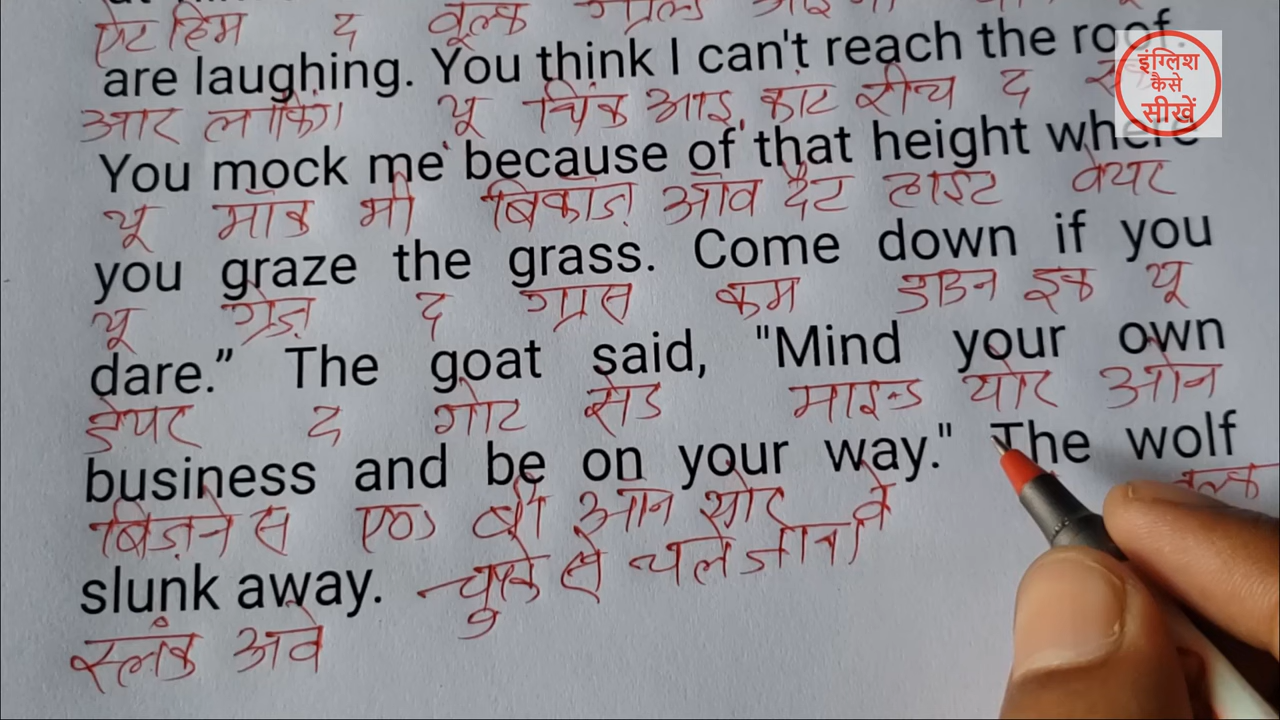 ऐट हिम द वूल्फ
are laughing. You think I can't reach the roof.
आर लाफिंग यू थिंक आइ कांट रीच द
You mock me because of that height where
यू मॉक मी बिकॉज़ ऑव दैट हाइट वेयर
you graze the grass. Come down if you
यू ग्रेज़ द ग्रास कम डाउन इफ यू
dare.” The goat said, "Mind your own
डेयर द गोट सेड माइन्ड योर ओन
business and be on your way." The wolf
बिज़नेस एण्ड बी ऑन योर वे वूल्फ
slunk away. चुपके से चले जाना
स्लंक अवे
इंग्लिश
कैसे
सीखें